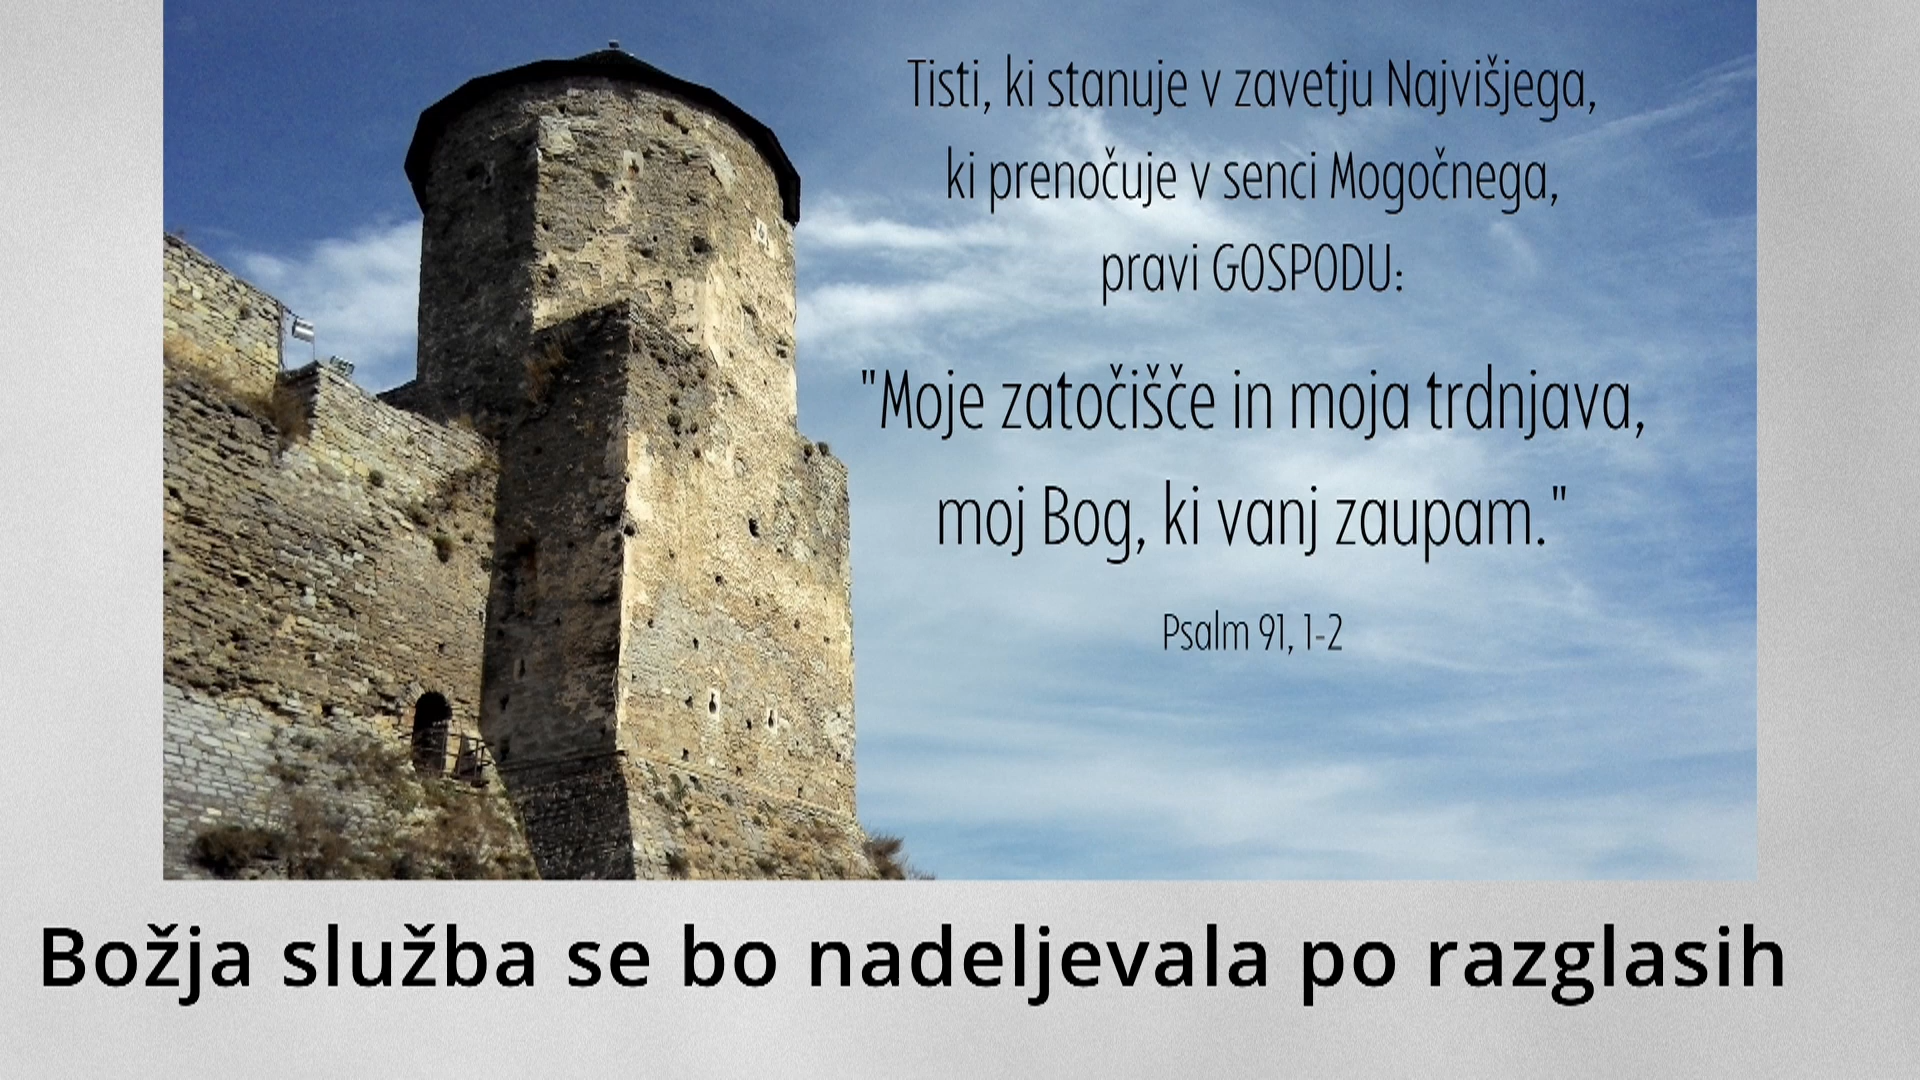 Tisti, ki stanuje v zavetju Najvišjega,
ki prenočuje v senci Mogočnega,
pravi GOSPODU:
"Moje zatočišče in moja trdnjava,
moj Bog, ki vanj zaupam."
Psalm 91, 1-2
Božja služba se bo nadeljevala po razglasih